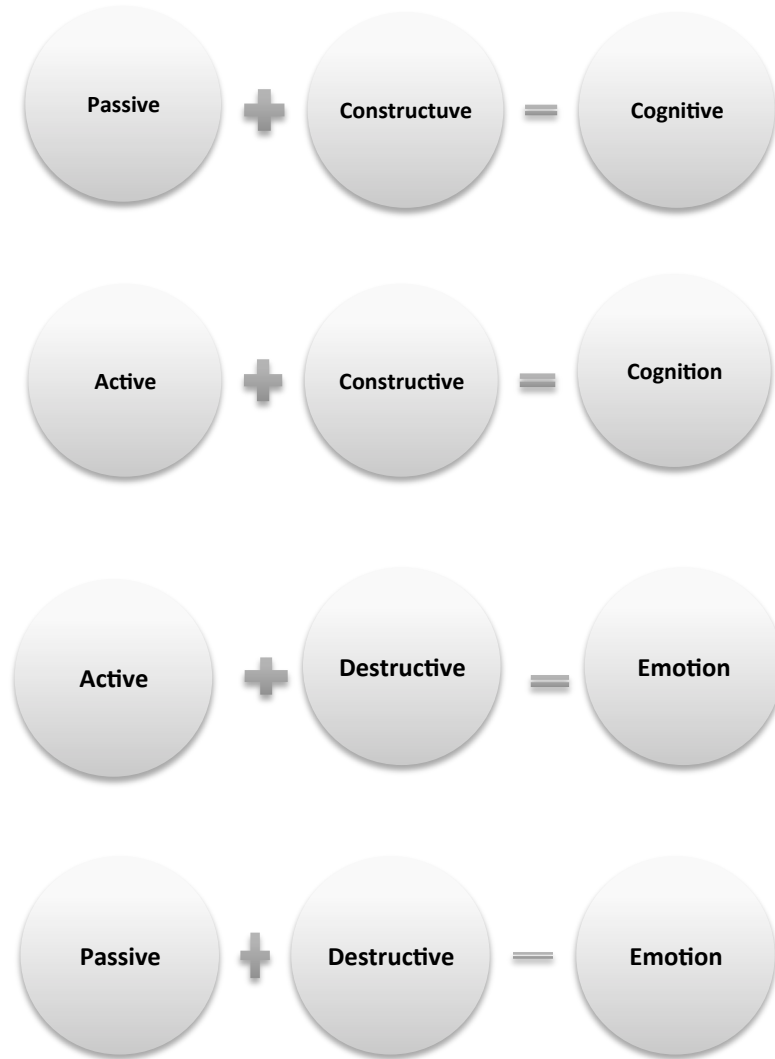 Passive + Constructuve = Cognitive
Active + Constructive = Cognition
Active + Destructive = Emotion
Passive + Destructive = Emotion